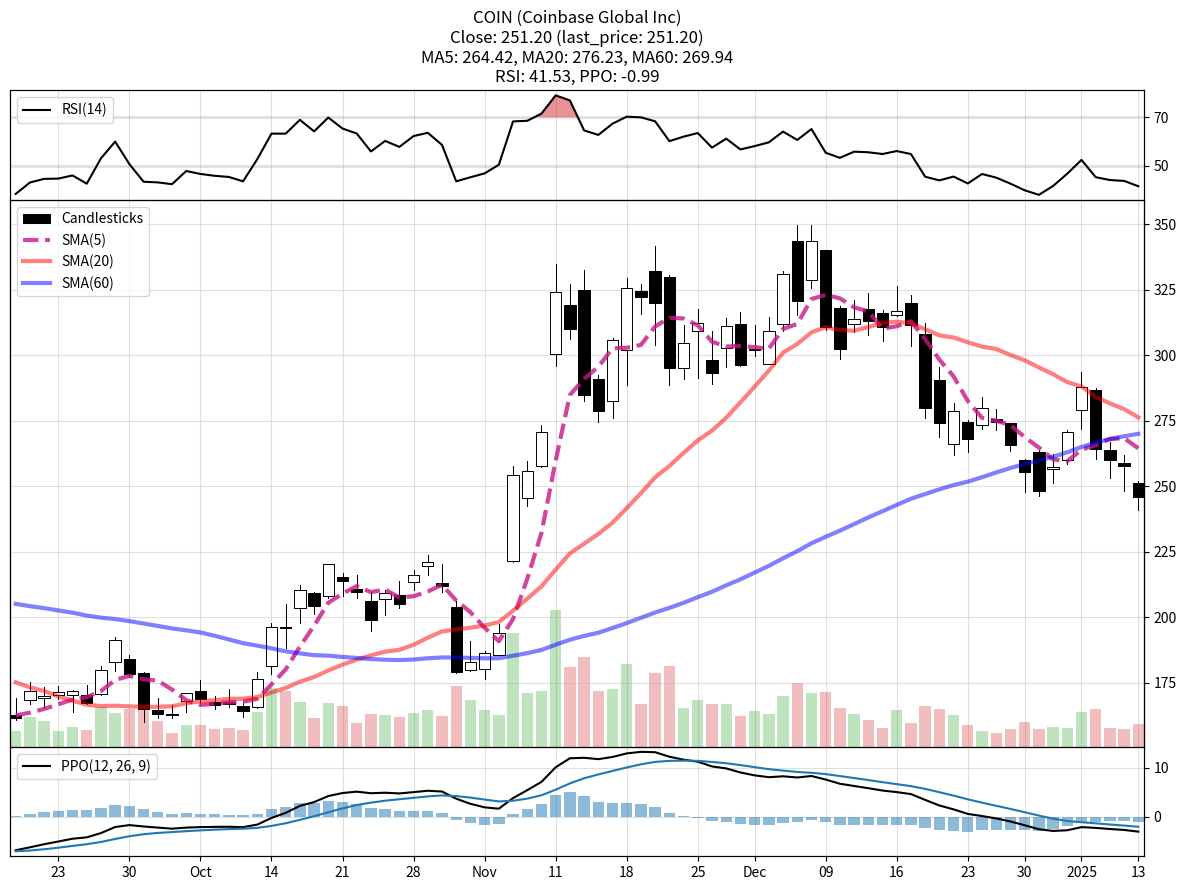 COIN (Coinbase Global Inc)
Close: 251.20 (last_price: 251.20)
MA5: 264.42, MA20: 276.23, MA60: 269.94
RSI: 41.53, PPO: -0.99
RSI(14)
70
50
Candlesticks
SMA(5)
SMA(20)
SMA(60)
350
325
300
275
250
225
200
175
PPO(12, 26, 9)
10
0
23 30 Oct 14 21 28 Nov 11 18 25 Dec 09 16 23 30 2025 13